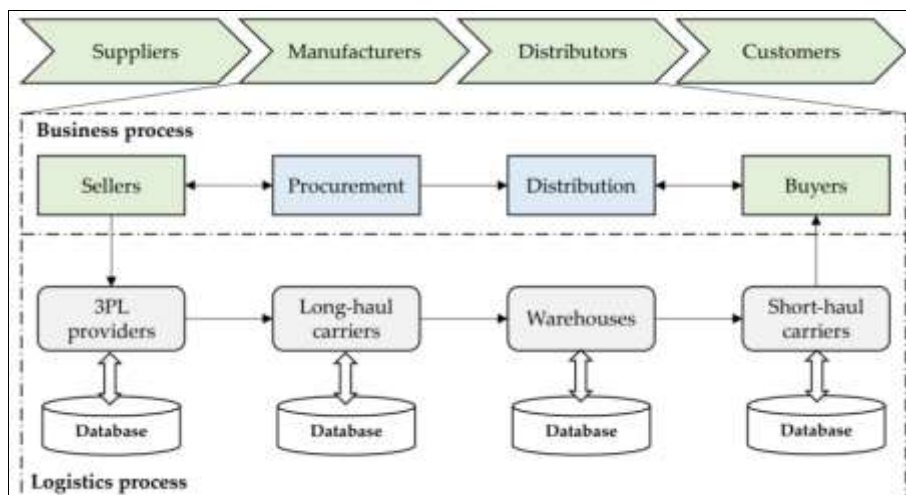 Suppliers
Manufacturers
Distributors
Customers
Business process
Sellers
Procurement
Distribution
Buyers
3PL
providers
Long-haul
carriers
Warehouses
Short-haul
carriers
Database
Database
Database
Database
Logistics process